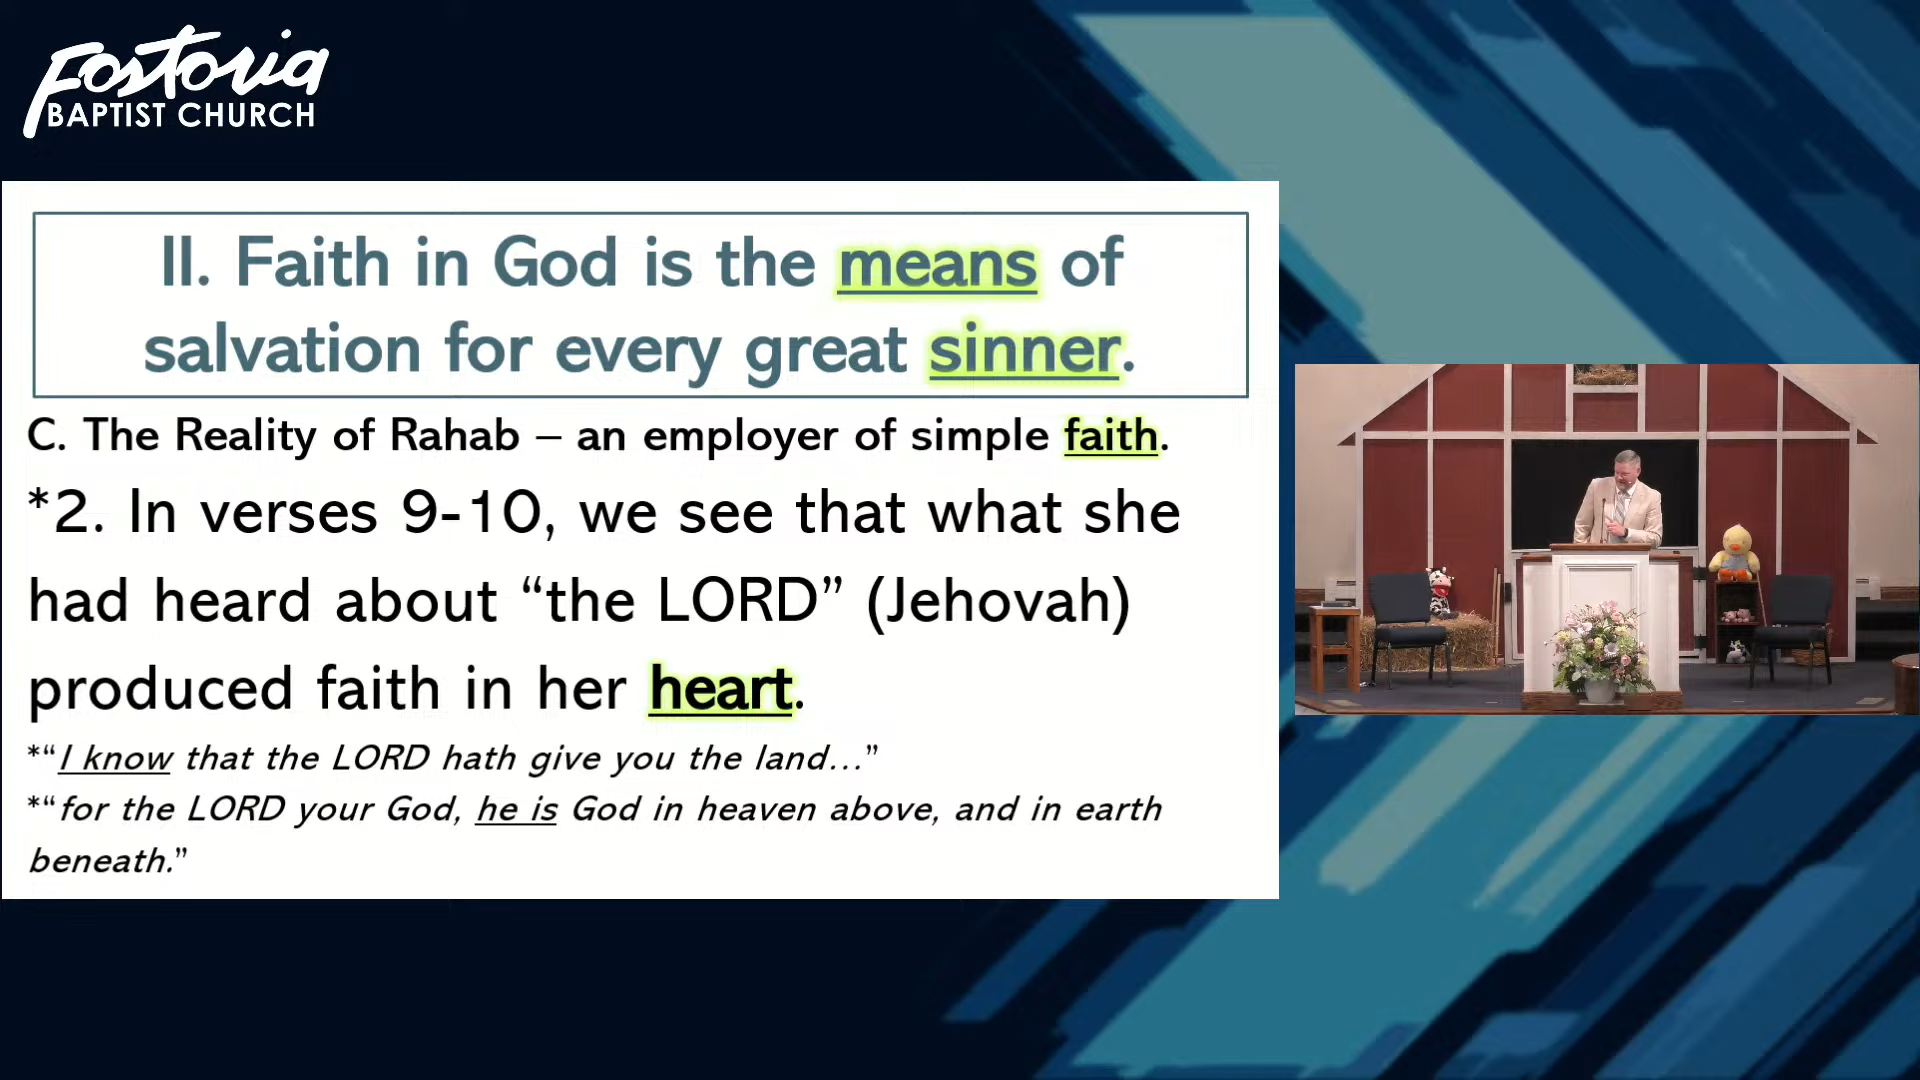 Fostoria
BAPTIST CHURCH
II. Faith in God is the means of
salvation for every great sinner.
C. The Reality of Rahab – an employer of simple faith.
*2. In verses 9-10, we see that what she
had heard about “the LORD” (Jehovah)
produced faith in her heart.
*“I know that the LORD hath give you the land…”
*“for the LORD your God, he is God in heaven above, and in earth
beneath.”